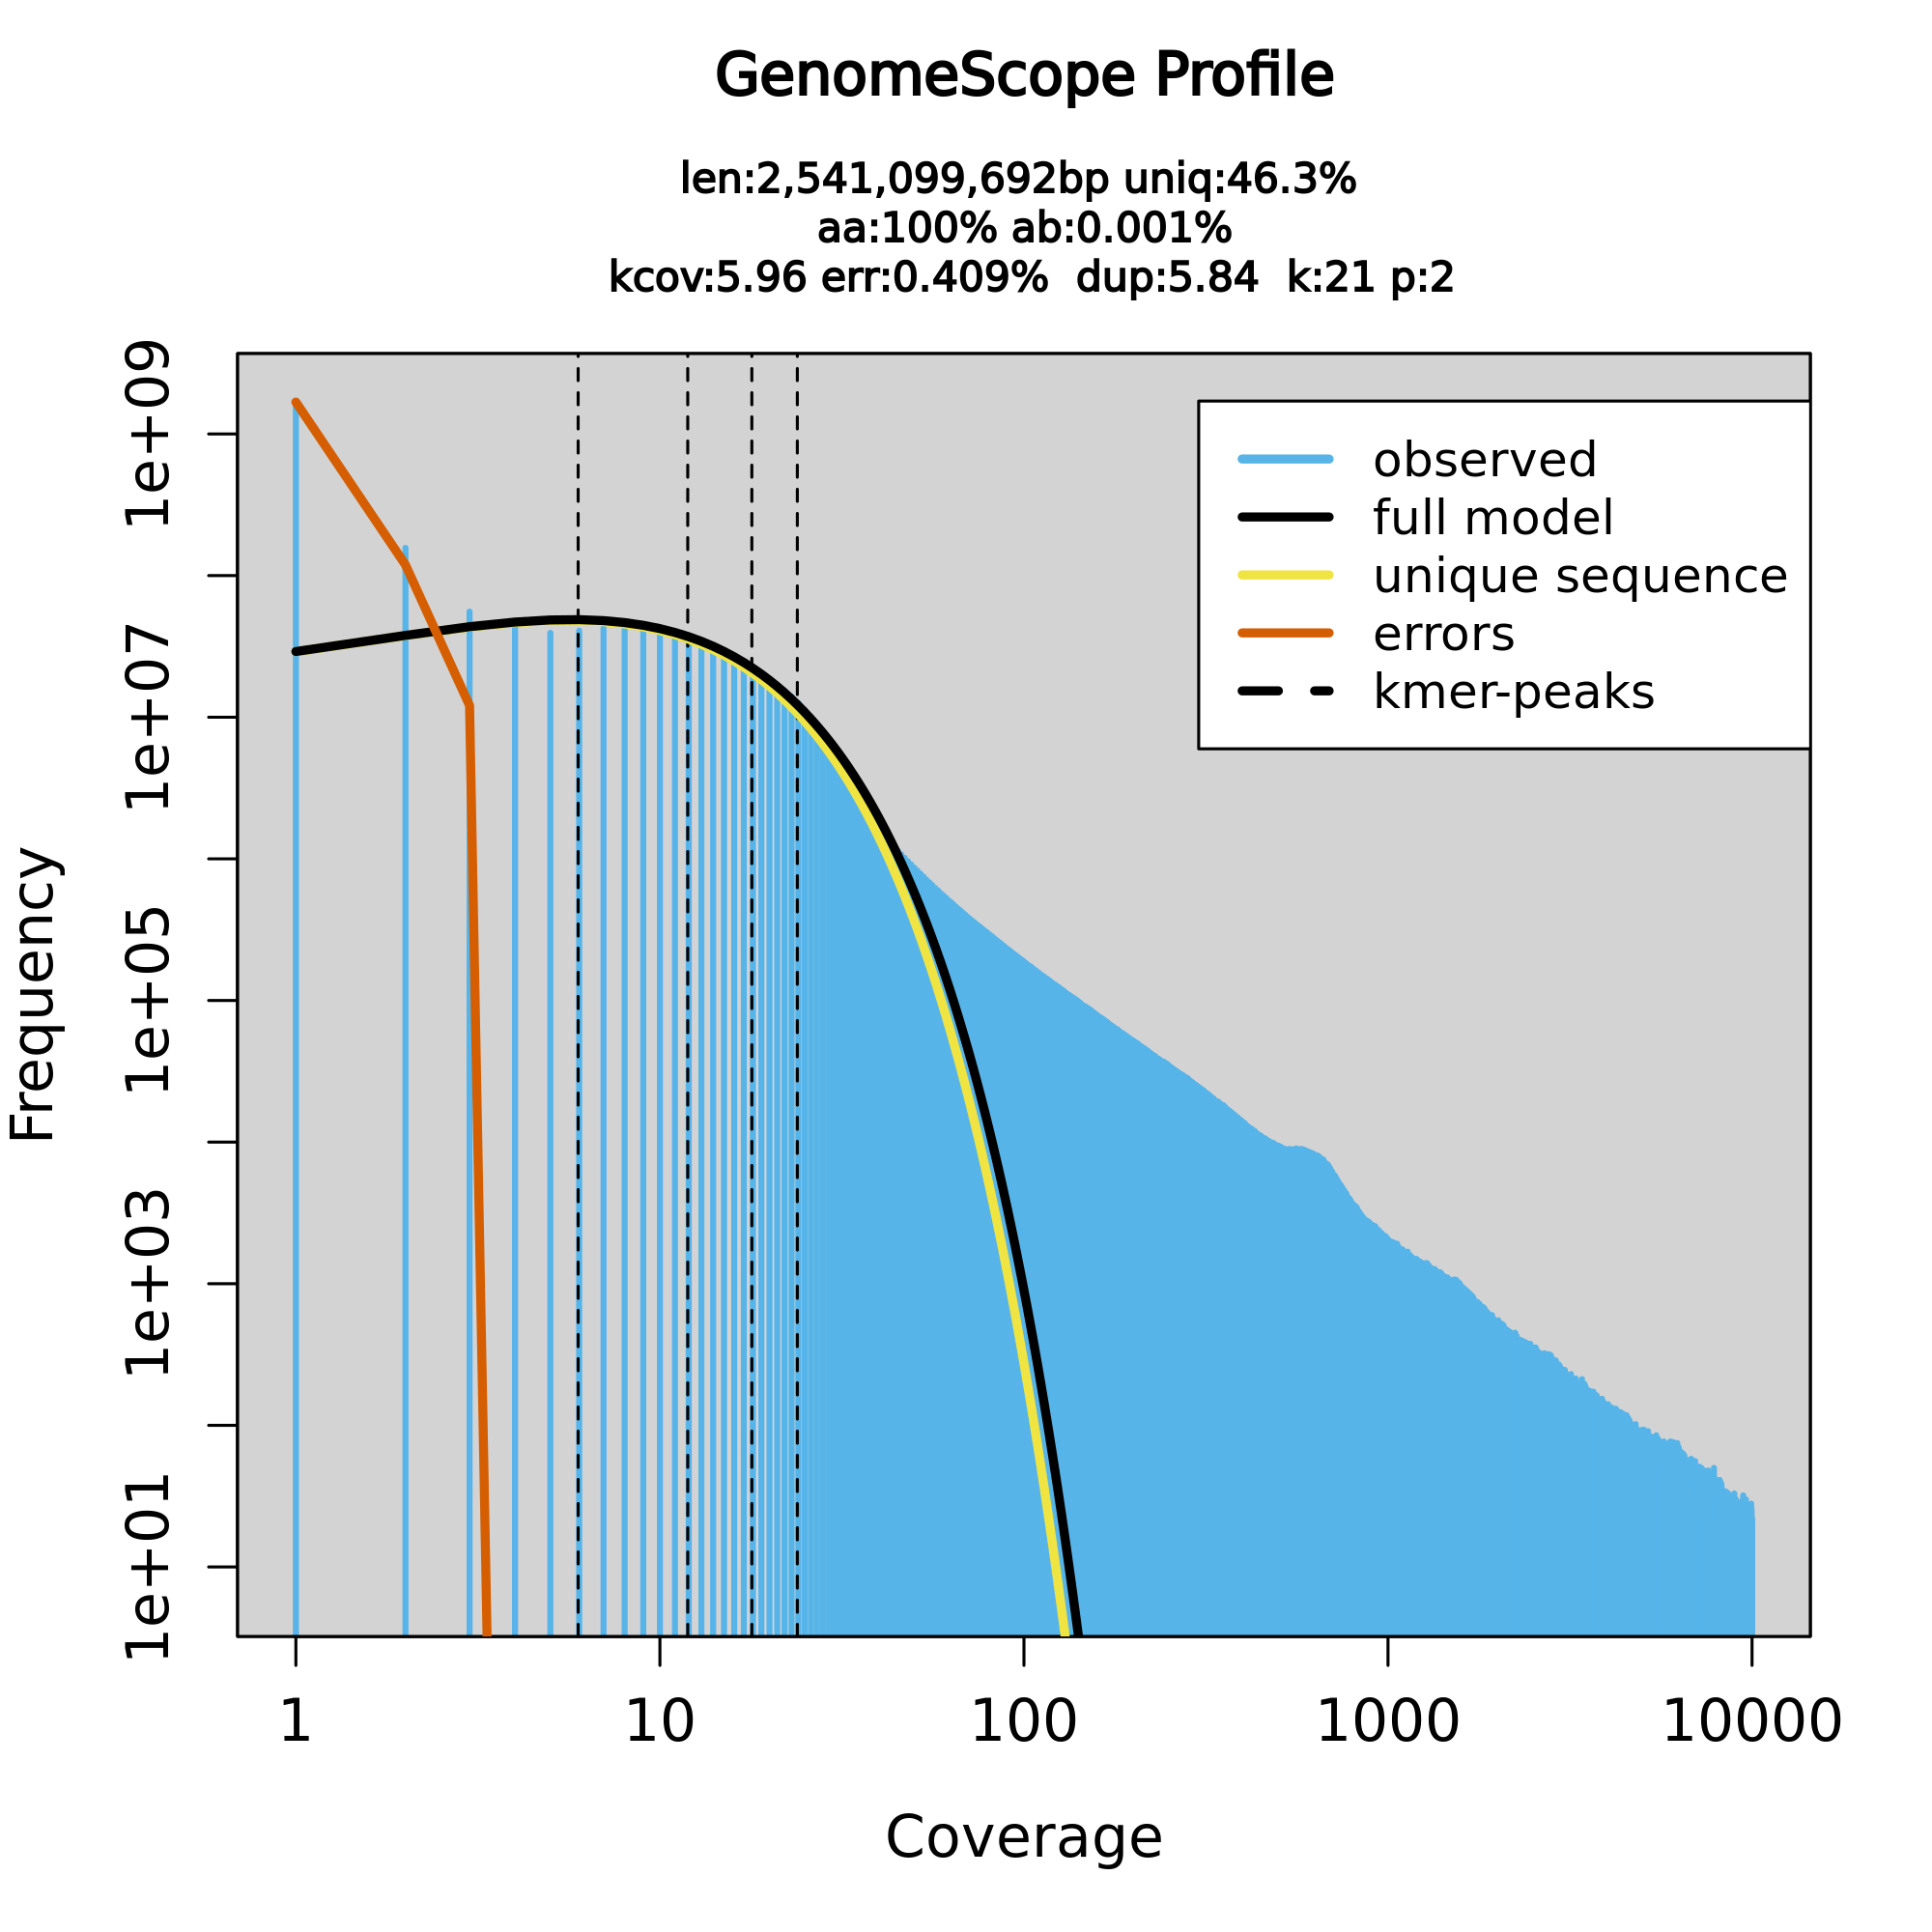 GenomeScope Profile
len:2,541,099,692bp uniq:46.3%
aa:100% ab:0.001%
kcov:5.96 err:0.409% dup:5.84 k:21 p:2
observed
full model
unique sequence
errors
kmer-peaks
Frequency
1e+09
1e+07
1e+05
1e+03
1e+01
1 10 100 1000 10000
Coverage